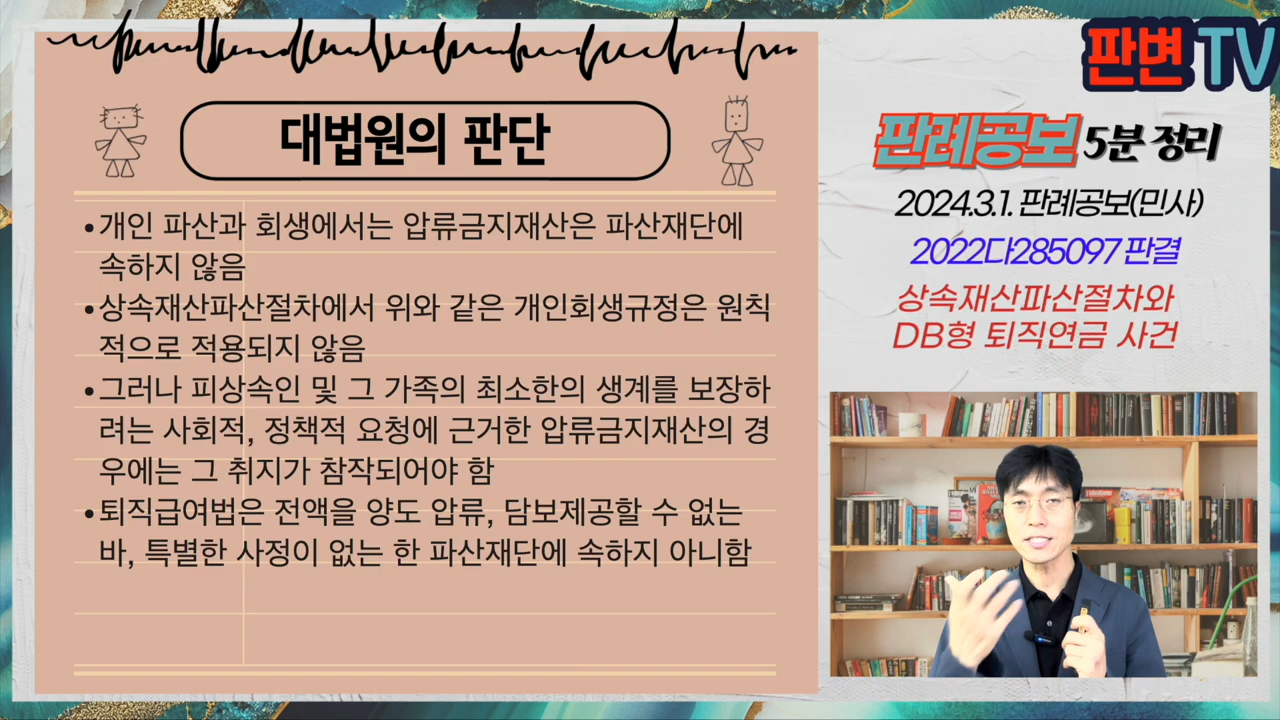 판변 TV
대법원의 판단
•개인 파산과 회생에서는 압류금지재산은 파산재단에
속하지 않음
•상속재산파산절차에서 위와 같은 개인회생규정은 원칙
적으로 적용되지 않음
•그러나 피상속인 및 그 가족의 최소한의 생계를 보장하
려는 사회적, 정책적 요청에 근거한 압류금지재산의 경
우에는 그 취지가 참작되어야 함
•퇴직급여법은 전액을 양도 압류, 담보제공할 수 없는
바, 특별한 사정이 없는 한 파산재단에 속하지 아니함
판례공보 5분 정리
2024.3.1. 판례공보(민사)
2022다285097 판결
상속재산파산절차와
DB형 퇴직연금 사건